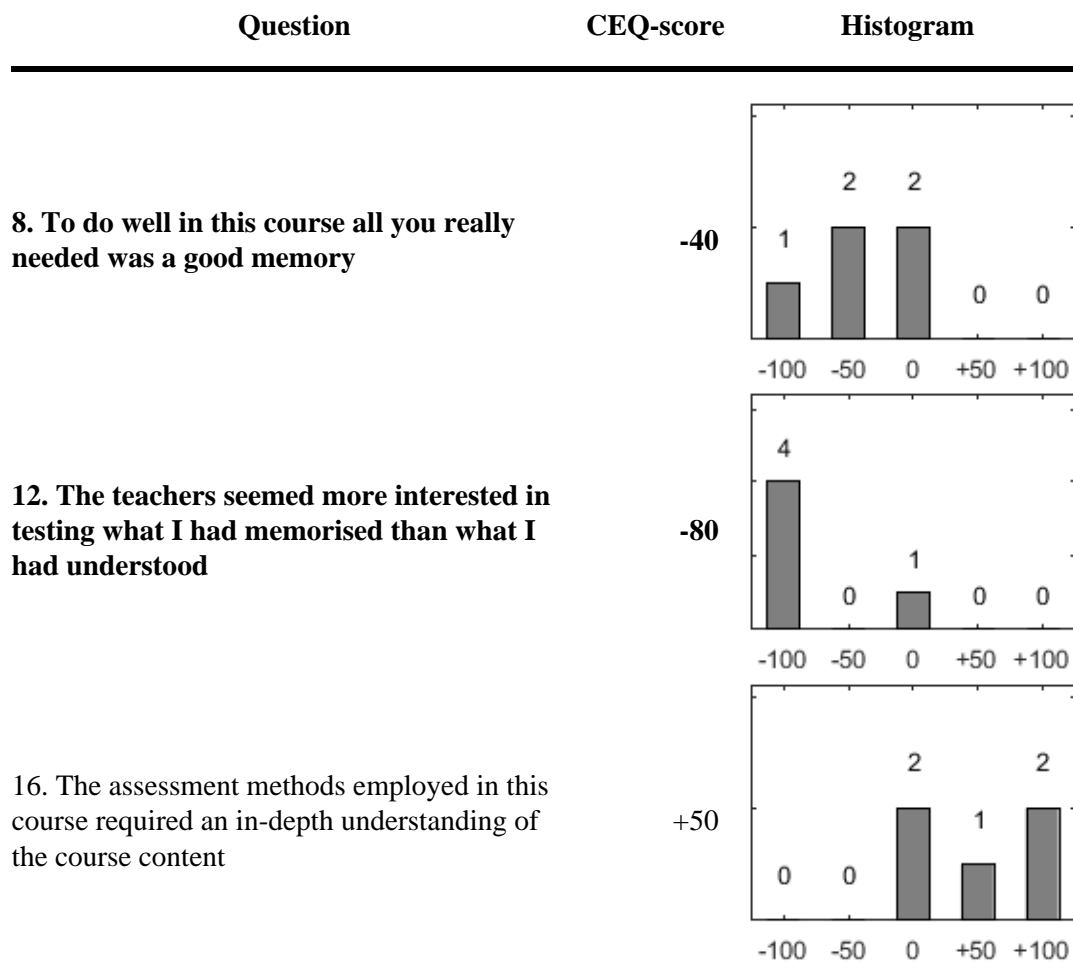 Question CEQ-score Histogram
8. To do well in this course all you really
needed was a good memory
-40
1 2 2 0 0
-100 -50 0 +50 +100
12. The teachers seemed more interested in
testing what I had memorised than what I
had understood
-80
4 0 1 0 0
-100 -50 0 +50 +100
16. The assessment methods employed in this
course required an in-depth understanding of
the course content
+50
0 0 2 1 2
-100 -50 0 +50 +100